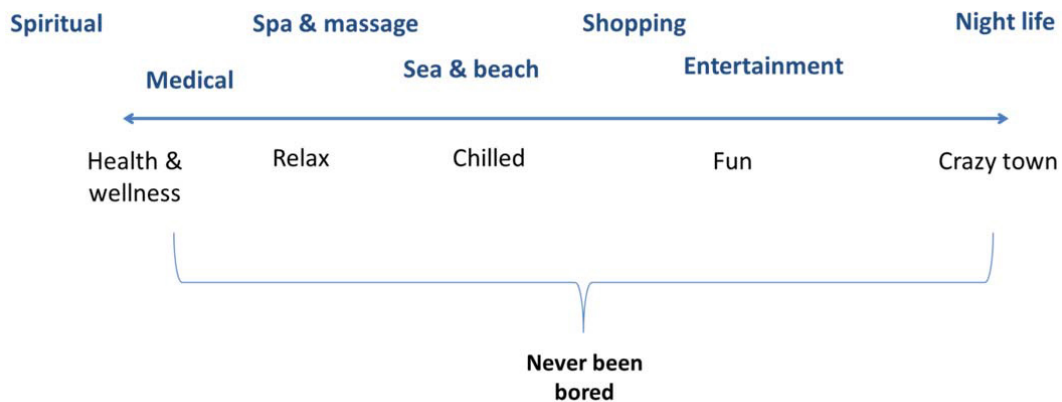 Spiritual
Spa & massage
Shopping
Night life
Medical
Sea & beach
Entertainment
Health &
wellness
Relax
Chilled
Fun
Crazy town
Never been
bored